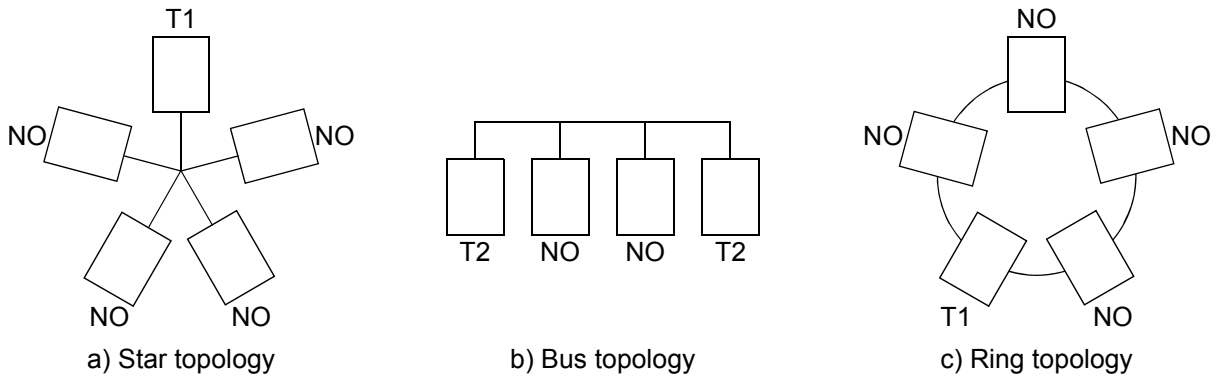 T1
NO
NO
NO
NO
a) Star topology
T2
NO
NO
T2
b) Bus topology
NO
NO
NO
T1
NO
c) Ring topology